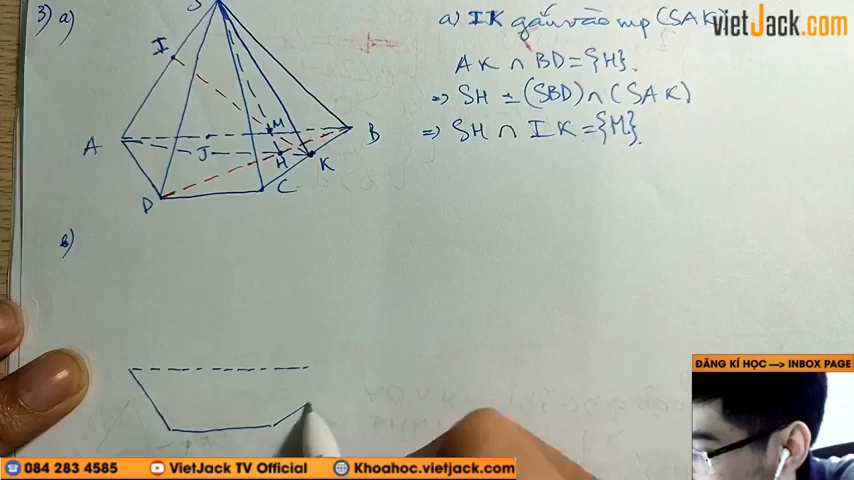 3) a)
S
I
A
J
M
H
B
K
C
D
a) IK gắn vào mp (SAK)
AK ∩ BD = {H}.
=> SH = (SBD) ∩ (SAK)
=> SH ∩ IK = {M}.
b)
vietJack.com
ĐĂNG KÍ HỌC → INBOX PAGE
084 283 4585 VietJack TV Official Khoahoc.vietjack.com